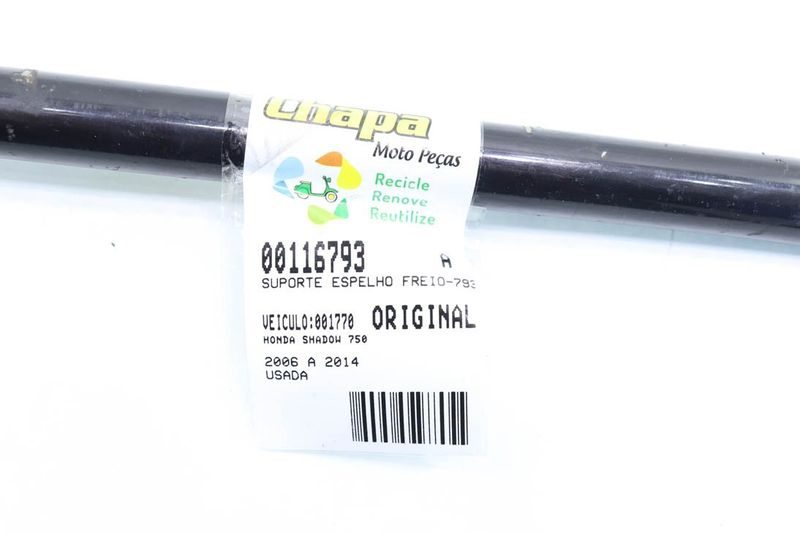 Chapa
Moto Peças
Recicle
Renove
Reutilize
00116793 A
SUPORTE ESPELHO FREIO-793
VEICULO:001770 ORIGINAL
HONDA SHADOW 750
2006 A 2014
USADA